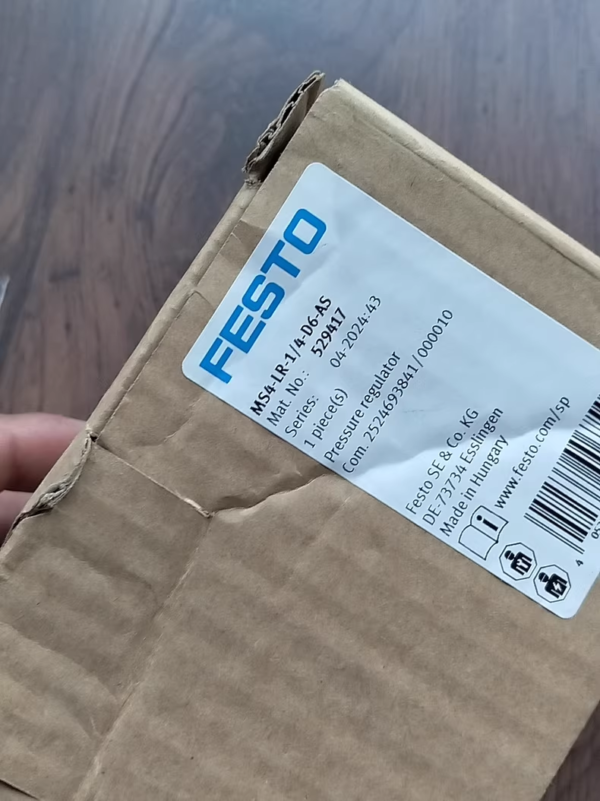 FESTO
MS4-LR-1/4-D6-AS
Mat. No.: 529417
Series: 04-2024:43
1 piece(s)
Pressure regulator
Com: 2524693841/000010
Festo SE & Co. KG
DE-73734 Esslingen
Made in Hungary
www.festo.com/sp